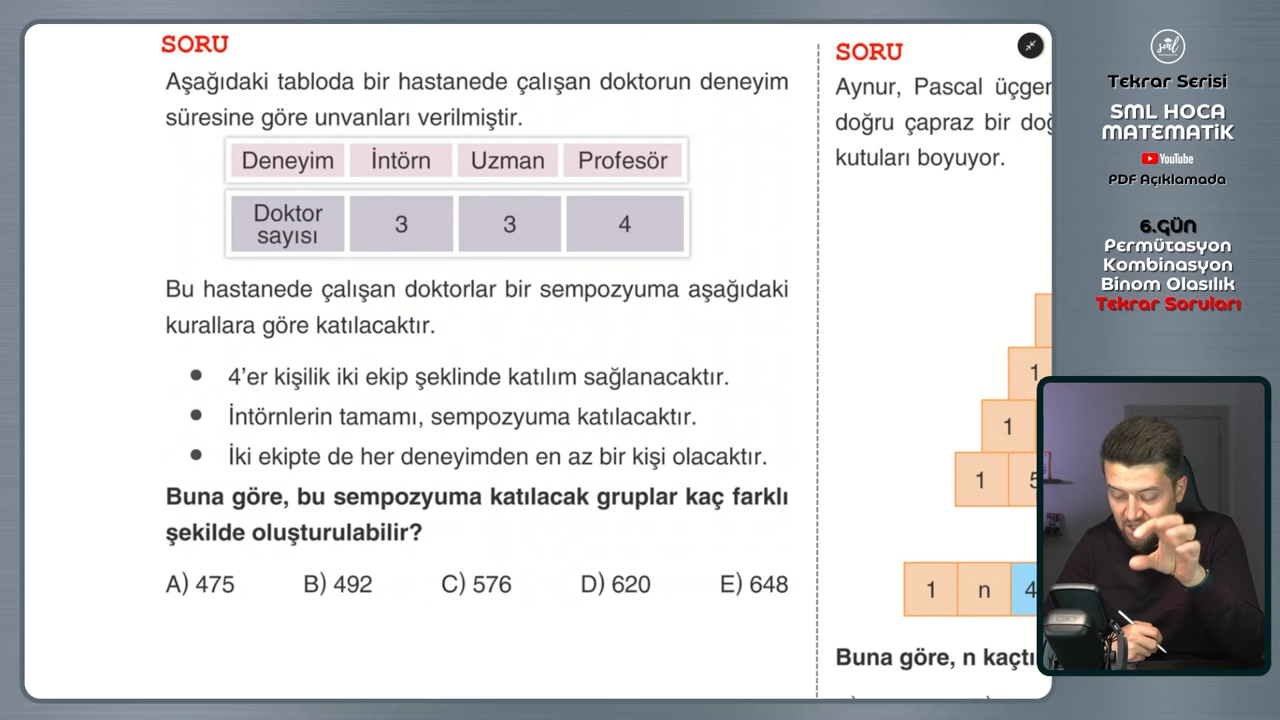 SORU
Aşağıdaki tabloda bir hastanede çalışan doktorun deneyim
süresine göre unvanları verilmiştir.
Deneyim İntörn Uzman Profesör
Doktor
sayısı
3 3 4
Bu hastanede çalışan doktorlar bir sempozyuma aşağıdaki
kurallara göre katılacaktır.
• 4'er kişilik iki ekip şeklinde katılım sağlanacaktır.
• İntörnlerin tamamı, sempozyuma katılacaktır.
• İki ekipte de her deneyimden en az bir kişi olacaktır.
Buna göre, bu sempozyuma katılacak gruplar kaç farklı
şekilde oluşturulabilir?
A) 475 B) 492 C) 576 D) 620 E) 648
SORU
Aynur, Pascal üçgen
doğru çapraz bir doğ
kutuları boyuyor.
1
1
1 5
1 n 4
Buna göre, n kaçtı
sml
Tekrar Serisi
SML HOCA
MATEMATİK
YouTube
PDF Açıklamada
6.GÜN
Permütasyon
Kombinasyon
Binom Olasılık
Tekrar Soruları